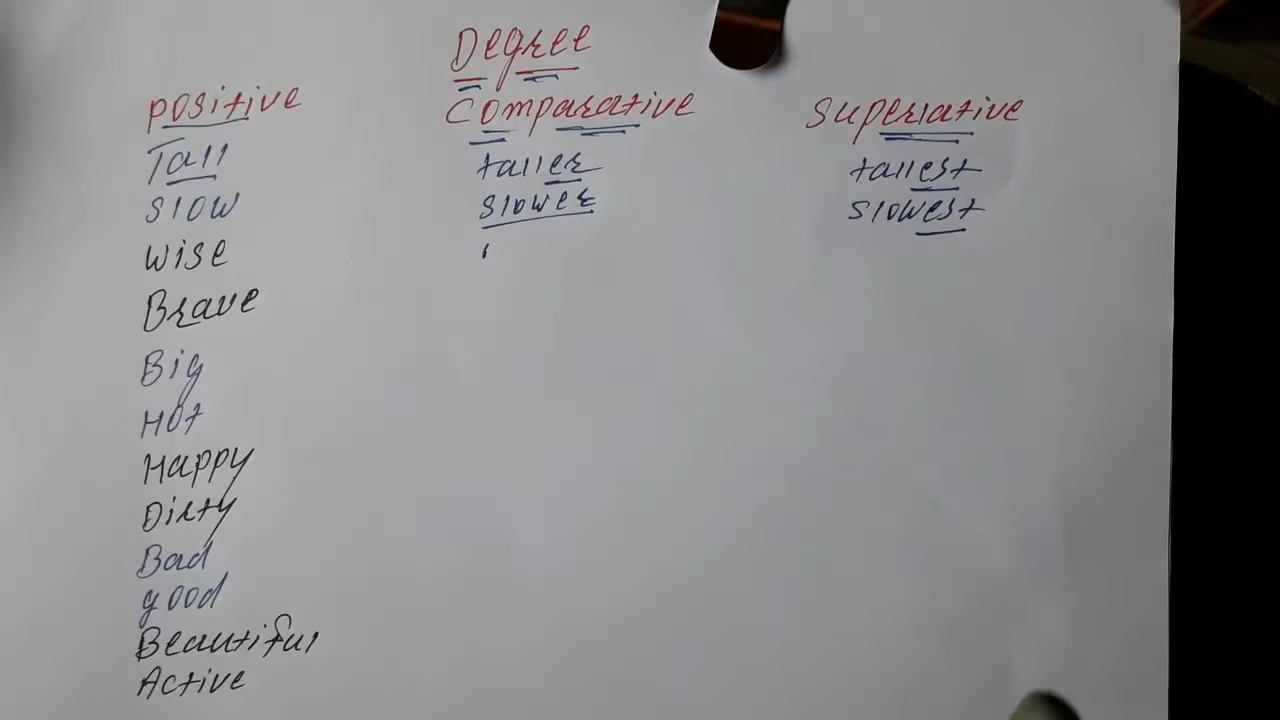 Degree
positive Comparative Superlative
Tall taller tallest
slow slower slowest
wise
Brave
Big
Hot
Happy
Dirty
Bad
good
Beautiful
Active